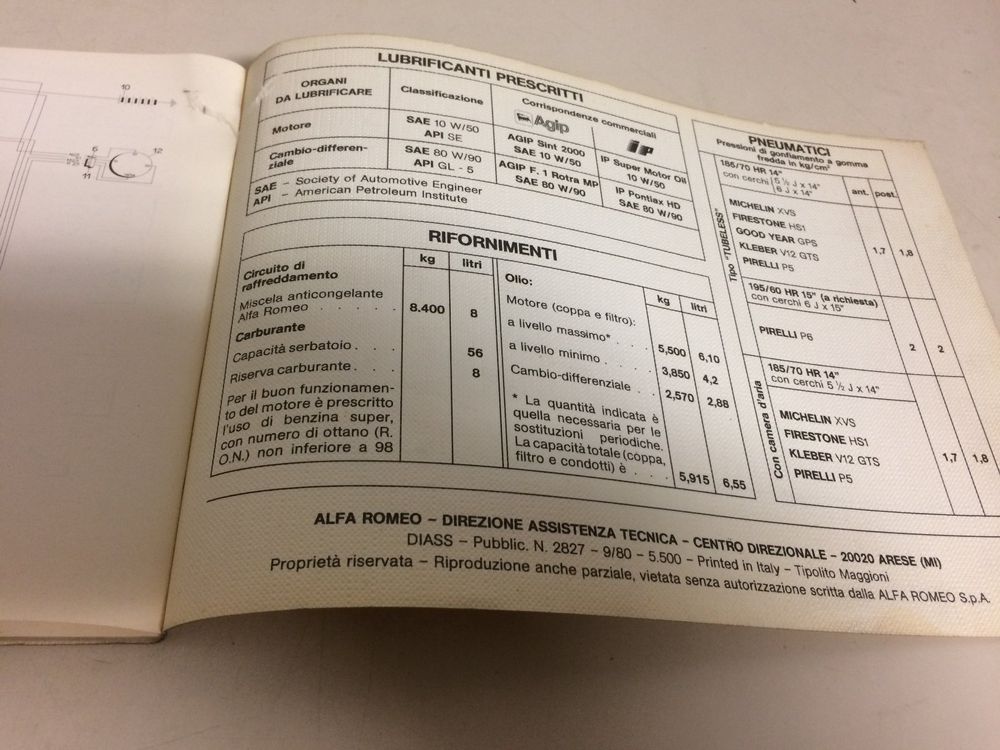 10
6
12
11
LUBRIFICANTI PRESCRITTI
ORGANI
DA LUBRIFICARE
Classificazione
Corrispondenze commerciali
Agip
IP
Motore
SAE 10 W/50
API SE
AGIP Sint 2000
SAE 10 W/50
IP Super Motor Oil
10 W/50
Cambio-differen-
ziale
SAE 80 W/90
API GL - 5
AGIP F. 1 Rotra MP
SAE 80 W/90
IP Pontiax HD
SAE 80 W/90
SAE – Society of Automotive Engineer
API – American Petroleum Institute
RIFORNIMENTI
kg litri
Circuito di
raffreddamento
Miscela anticongelante
Alfa Romeo . . . . . 8.400 8
Carburante
Capacità serbatoio . . . 56
Riserva carburante . . . 8
Per il buon funzionamen-
to del motore è prescritto
l'uso di benzina super,
con numero di ottano (R.
O.N.) non inferiore a 98
kg litri
Olio:
Motore (coppa e filtro):
a livello massimo* . . . 5,500 6,10
a livello minimo . . . . 3,850 4,2
Cambio-differenziale . 2,570 2,88
* La quantità indicata è
quella necessaria per le
sostituzioni periodiche.
La capacità totale (coppa,
filtro e condotti) è . . . . 5,915 6,55
PNEUMATICI
Pressioni di gonfiamento a gomma
fredda in kg/cm²
185/70 HR 14"
con cerchi 5 ½ J x 14"
6 J x 14"
ant. post.
Tipo "TUBELESS"
MICHELIN XVS
FIRESTONE HS1
GOOD YEAR GPS
KLEBER V12 GTS
PIRELLI P5
1,7 1,8
195/60 HR 15" (a richiesta)
con cerchi 6 J x 15"
PIRELLI P6
2 2
185/70 HR 14"
con cerchi 5 ½ J x 14"
Con camera d'aria
MICHELIN XVS
FIRESTONE HS1
KLEBER V12 GTS
PIRELLI P5
1,7 1,8
ALFA ROMEO – DIREZIONE ASSISTENZA TECNICA - CENTRO DIREZIONALE - 20020 ARESE (MI)
DIASS – Pubblic. N. 2827 – 9/80 - 5.500 – Printed in Italy – Tipolito Maggioni
Proprietà riservata – Riproduzione anche parziale, vietata senza autorizzazione scritta dalla ALFA ROMEO S.p.A.